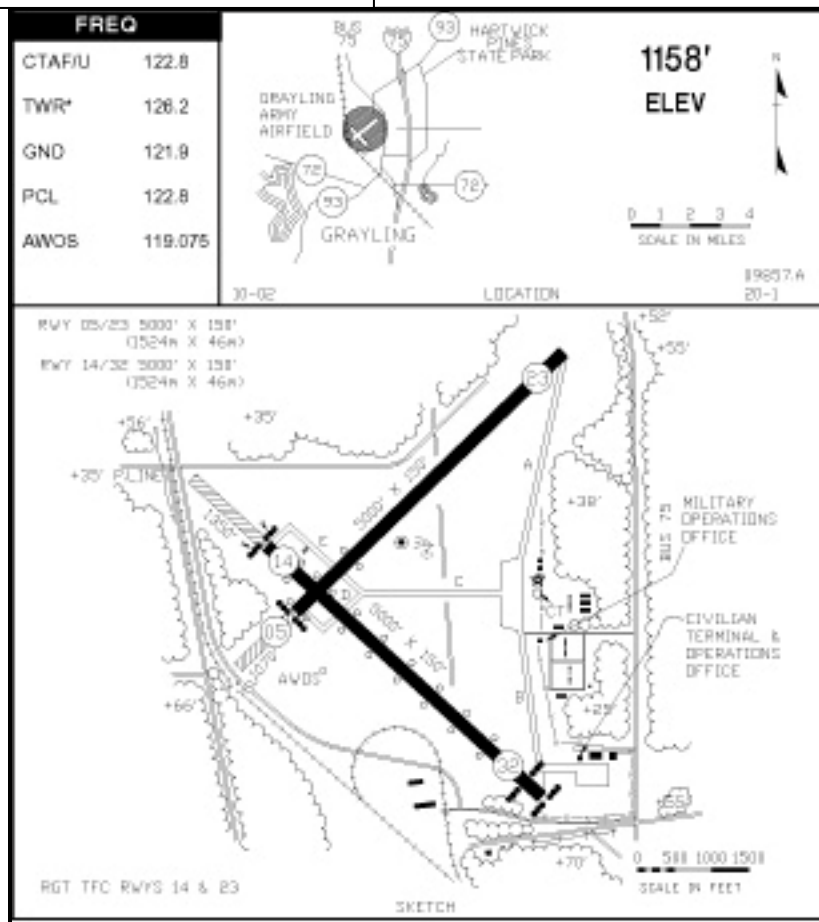 FREQ
CTAF/U 122.8
TWR* 126.2
GND 121.9
PCL 122.8
AWOS 119.075
BUS
75
75
93
HARTWICK
PINES
STATE PARK
GRAYLING
ARMY
AIRFIELD
72
93
72
GRAYLING
1158'
ELEV
N
0 1 2 3 4
SCALE IN MILES
10-02
LOCATION
09857.A
20-1
RWY 05/23 5000' X 150'
(1524m X 46m)
RWY 14/32 5000' X 150'
(1524m X 46m)
+52'
+55'
23
+35'
+56'
+35' P.LINE
A
5000' X 150'
1350'
+38'
MILITARY
OPERATIONS
OFFICE
BUS 75
E
14
C
D
CT
05
5000' X 150'
CIVILIAN
TERMINAL &
OPERATIONS
OFFICE
AWOS
B
+66'
+25'
32
+55'
+70'
0 500 1000 1500
SCALE IN FEET
RGT TFC RWYS 14 & 23
SKETCH